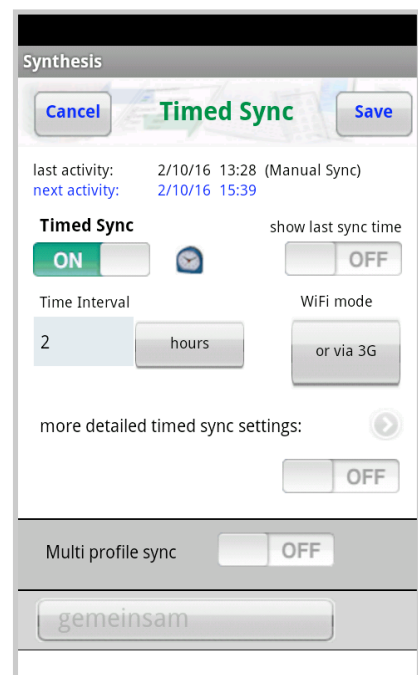 Synthesis
Cancel Timed Sync Save
last activity: 2/10/16 13:28 (Manual Sync)
next activity: 2/10/16 15:39
Timed Sync show last sync time
ON OFF
Time Interval WiFi mode
2 hours or via 3G
more detailed timed sync settings:
OFF
Multi profile sync OFF
gemeinsam